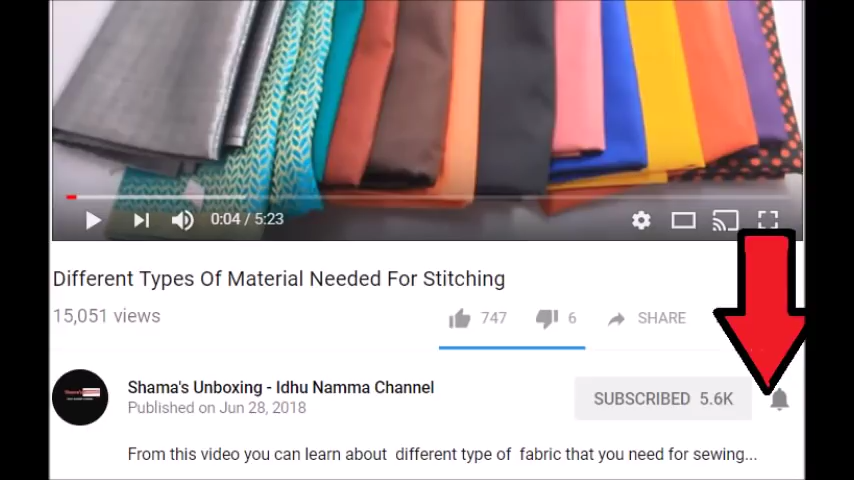 0:04 / 5:23
Different Types Of Material Needed For Stitching
15,051 views
747 6 SHARE
Shama's Unboxing - Idhu Namma Channel
SUBSCRIBED 5.6K
Published on Jun 28, 2018
From this video you can learn about different type of fabric that you need for sewing...